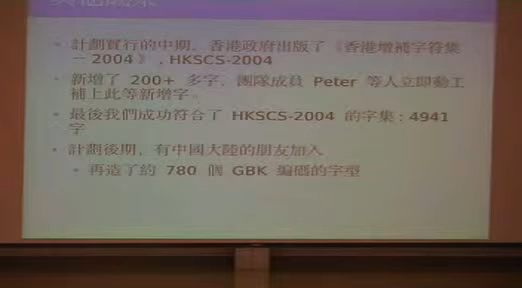 計劃實行的中期，香港政府出版了《香港增補字符集
－2004》，HKSCS-2004
新增了 200+ 多字，團隊成員 Peter 等人立即動工
補上此等新增字。
最後我們成功符合了 HKSCS-2004 的字集：4941
字
計劃後期，有中國大陸的朋友加入
再造了約 780 個 GBK 編碼的字型